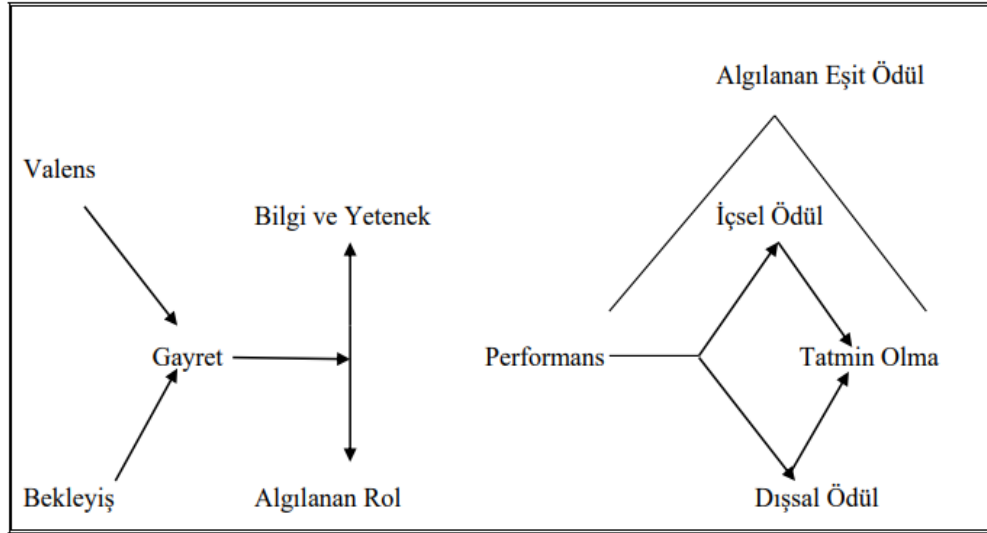 Algılanan Eşit Ödül
Valens
Bilgi ve Yetenek
İçsel Ödül
Gayret
Performans
Tatmin Olma
Bekleyiş
Algılanan Rol
Dışsal Ödül